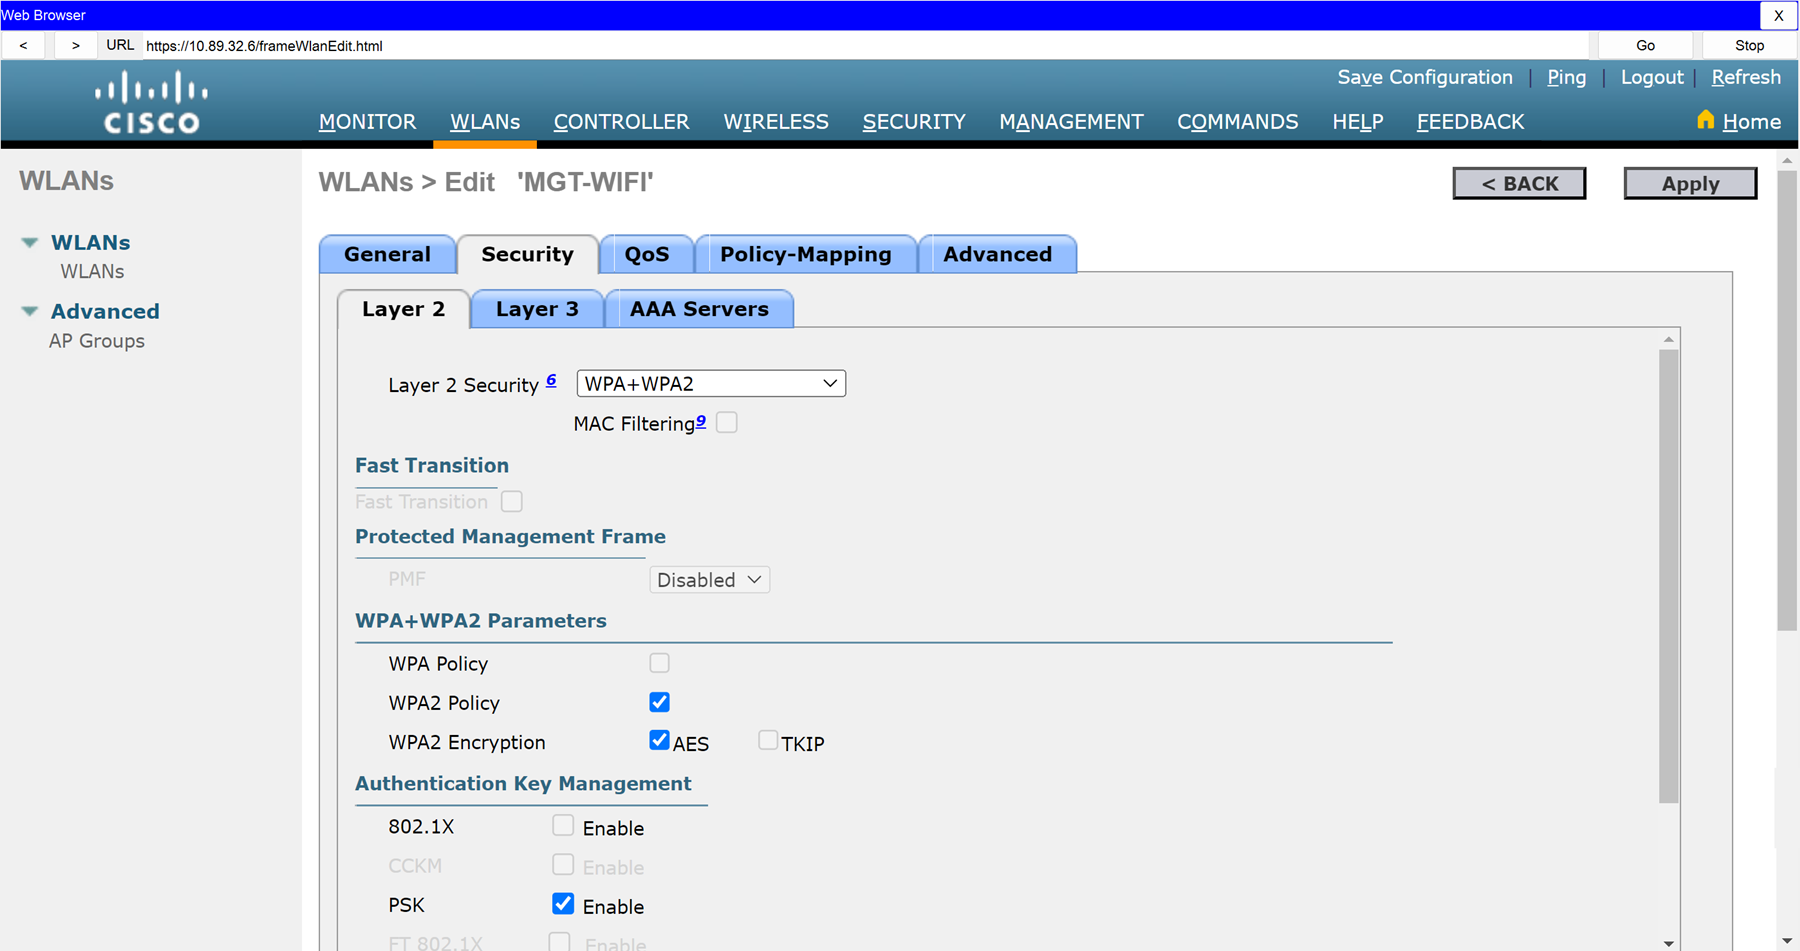 Web Browser
X
< > URL https://10.89.32.6/frameWlanEdit.html Go Stop
Save Configuration | Ping | Logout | Refresh
CISCO
MONITOR WLANs CONTROLLER WIRELESS SECURITY MANAGEMENT COMMANDS HELP FEEDBACK Home
WLANs
WLANs
WLANs
Advanced
AP Groups
WLANs > Edit 'MGT-WIFI'
< BACK Apply
General Security QoS Policy-Mapping Advanced
Layer 2 Layer 3 AAA Servers
Layer 2 Security 6 WPA+WPA2
MAC Filtering9
Fast Transition
Fast Transition
Protected Management Frame
PMF Disabled
WPA+WPA2 Parameters
WPA Policy
WPA2 Policy
WPA2 Encryption AES TKIP
Authentication Key Management
802.1X Enable
CCKM Enable
PSK Enable
FT 802.1X Enable